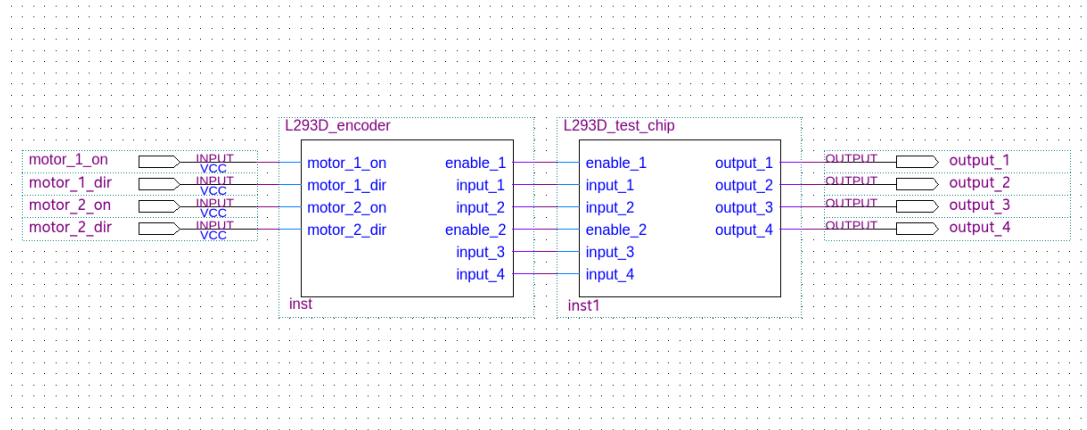 L293D_encoder L293D_test_chip
motor_1_on INPUT VCC motor_1_on enable_1 enable_1 output_1 OUTPUT output_1
motor_1_dir INPUT VCC motor_1_dir input_1 input_1 output_2 OUTPUT output_2
motor_2_on INPUT VCC motor_2_on input_2 input_2 output_3 OUTPUT output_3
motor_2_dir INPUT VCC motor_2_dir enable_2 enable_2 output_4 OUTPUT output_4
input_3 input_3
input_4 input_4
inst inst1